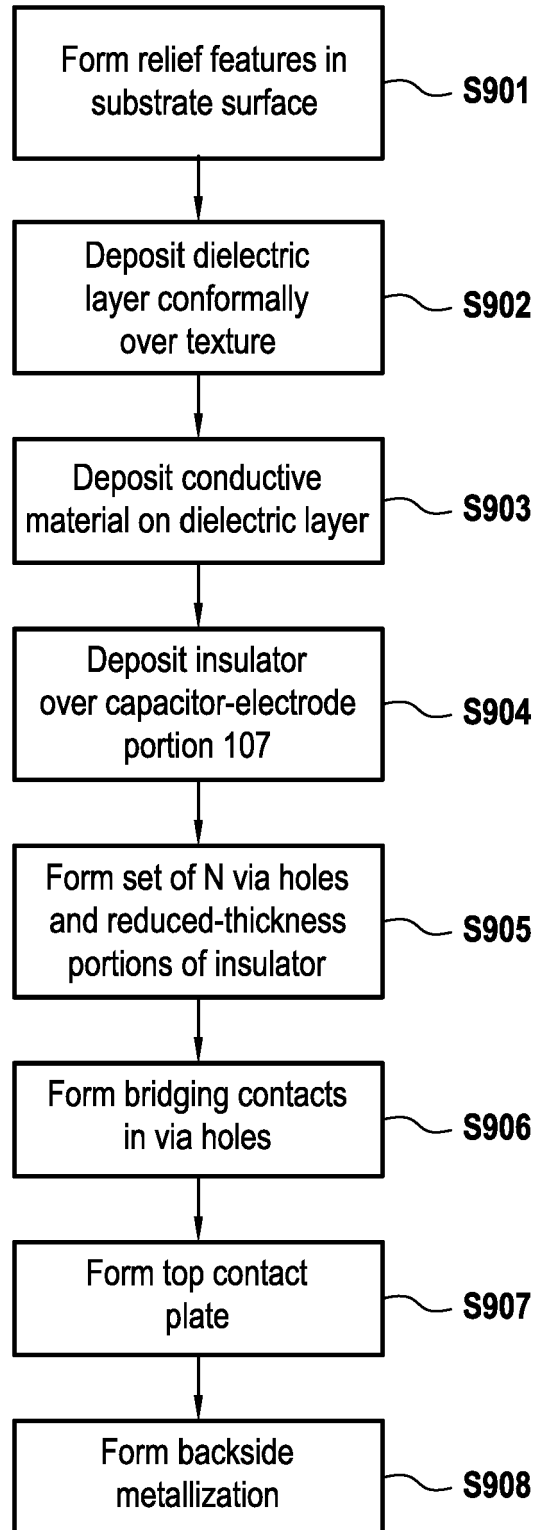 Form relief features in
substrate surface
S901
Deposit dielectric
layer conformally
over texture
S902
Deposit conductive
material on dielectric layer
S903
Deposit insulator
over capacitor-electrode
portion 107
S904
Form set of N via holes
and reduced-thickness
portions of insulator
S905
Form bridging contacts
in via holes
S906
Form top contact
plate
S907
Form backside
metallization
S908